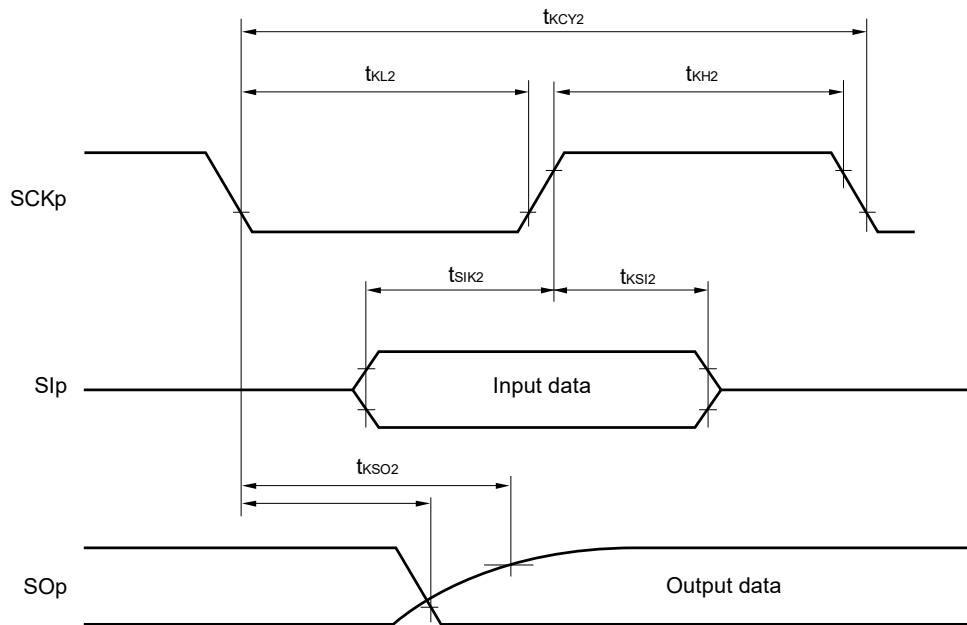 tKCY2
tKL2
tKH2
SCKp
tSIK2
tKSI2
SIp
Input data
tKSO2
SOp
Output data